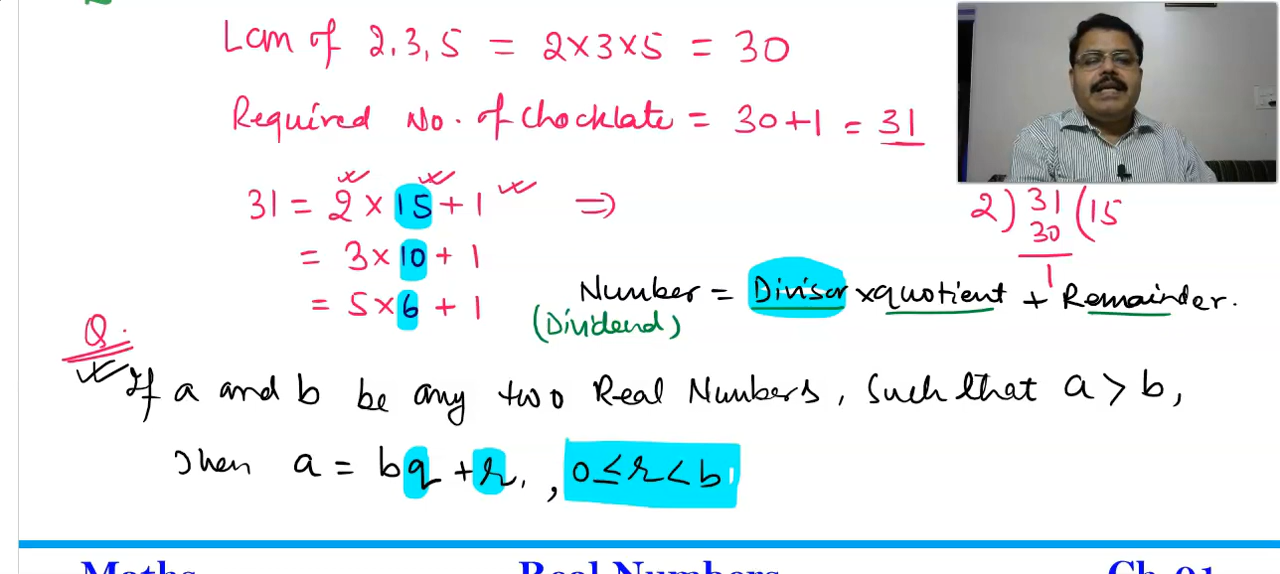 Lcm of 2,3,5 = 2×3×5 = 30
Required No. of Chocklate = 30+1 = 31
31 = 2 × 15 + 1 ⇒
= 3 × 10 + 1
= 5 × 6 + 1
2) 31 (15
30
1
Number = Divisor × quotient + Remainder.
(Dividend)
Q.
If a and b be any two Real Numbers, Such that a > b,
then a = bq + r, , 0 ≤ r < b
Maths Real Numbers Ch-01